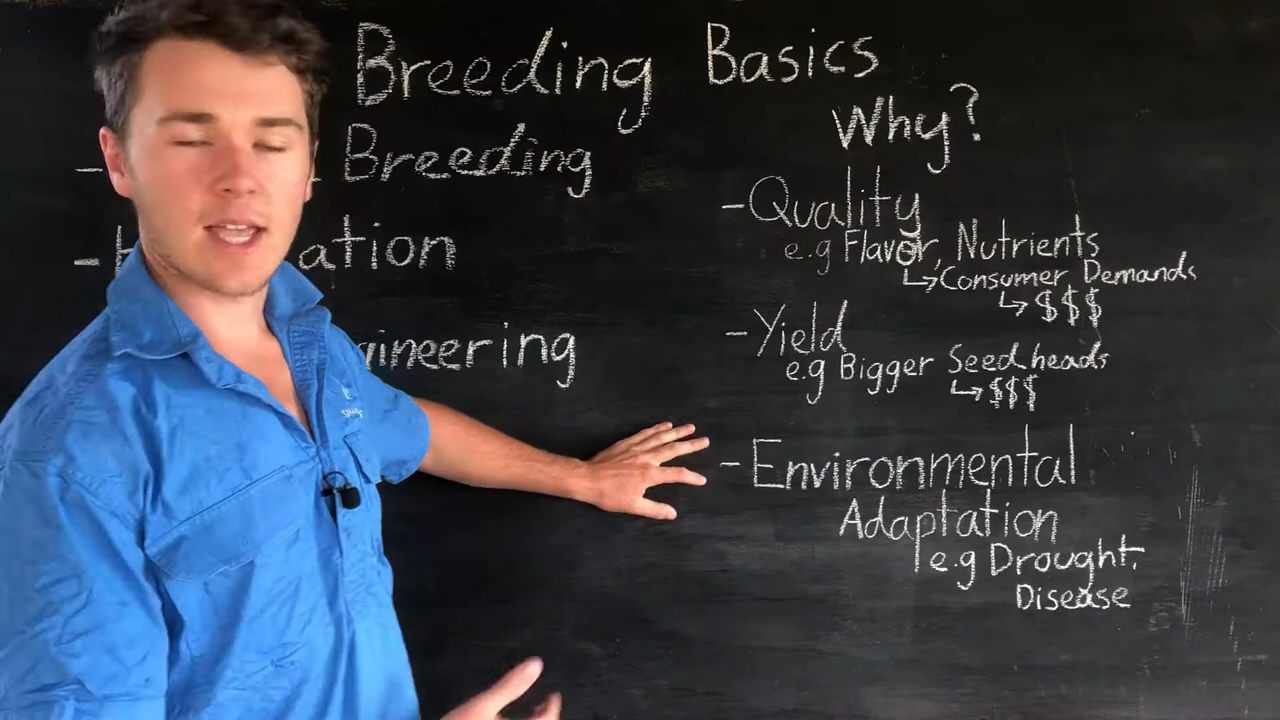 Breeding Basics
- Breeding
- ation
gineering
Why?
- Quality
e.g Flavor, Nutrients
↳ Consumer Demands
↳ $$$
- Yield
e.g Bigger Seed heads
↳ $$$
- Environmental
Adaptation
e.g Drought,
Disease